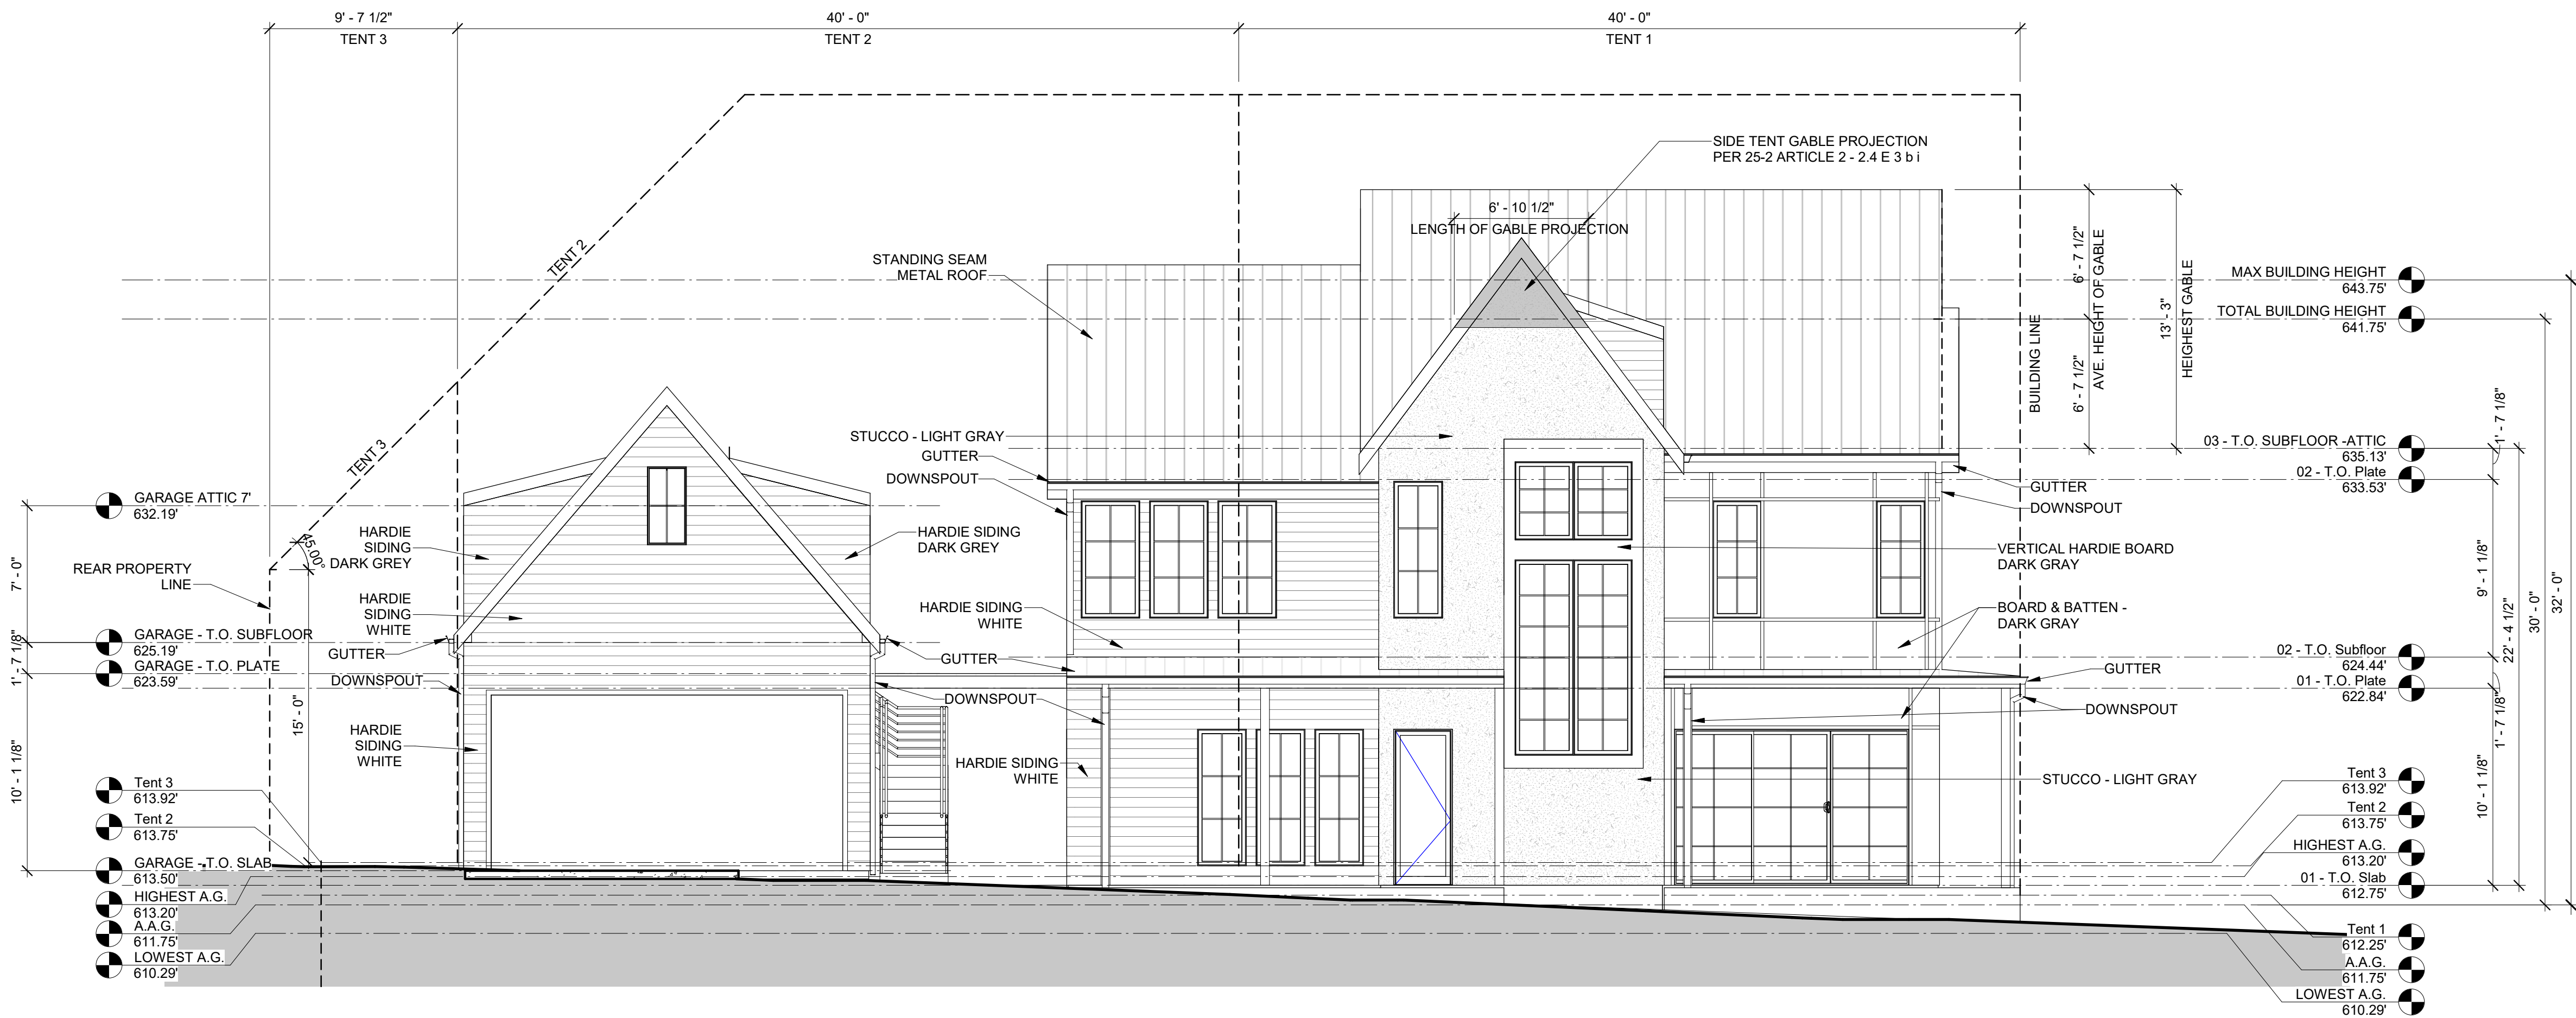 9' - 7 1/2"
40' - 0"
40' - 0"
TENT 3
TENT 2
TENT 1
SIDE TENT GABLE PROJECTION
PER 25-2 ARTICLE 2 - 2.4 E 3 b i
6' - 10 1/2"
LENGTH OF GABLE PROJECTION
TENT 2
TENT 3
45.00°
STANDING SEAM
METAL ROOF
STUCCO - LIGHT GRAY
GUTTER
DOWNSPOUT
GARAGE ATTIC 7'
632.19'
HARDIE
SIDING
DARK GREY
HARDIE SIDING
DARK GREY
REAR PROPERTY
LINE
HARDIE
SIDING
WHITE
HARDIE SIDING
WHITE
GARAGE - T.O. SUBFLOOR
625.19'
GUTTER
GUTTER
GARAGE - T.O. PLATE
623.59'
DOWNSPOUT
DOWNSPOUT
HARDIE
SIDING
WHITE
HARDIE SIDING
WHITE
7' - 0"
1' - 7 1/8"
10' - 1 1/8"
15' - 0"
Tent 3
613.92'
Tent 2
613.75'
GARAGE - T.O. SLAB
613.50'
HIGHEST A.G.
613.20'
A.A.G.
611.75'
LOWEST A.G.
610.29'
BUILDING LINE
6' - 7 1/2"
6' - 7 1/2"
AVE. HEIGHT OF GABLE
13' - 3"
HEIGHEST GABLE
MAX BUILDING HEIGHT
643.75'
TOTAL BUILDING HEIGHT
641.75'
03 - T.O. SUBFLOOR -ATTIC
635.13'
02 - T.O. Plate
633.53'
GUTTER
DOWNSPOUT
VERTICAL HARDIE BOARD
DARK GRAY
BOARD & BATTEN -
DARK GRAY
02 - T.O. Subfloor
624.44'
GUTTER
01 - T.O. Plate
622.84'
DOWNSPOUT
STUCCO - LIGHT GRAY
Tent 3
613.92'
Tent 2
613.75'
HIGHEST A.G.
613.20'
01 - T.O. Slab
612.75'
Tent 1
612.25'
A.A.G.
611.75'
LOWEST A.G.
610.29'
1' - 7 1/8"
9' - 1 1/8"
1' - 7 1/8"
10' - 1 1/8"
22' - 4 1/2"
30' - 0"
32' - 0"